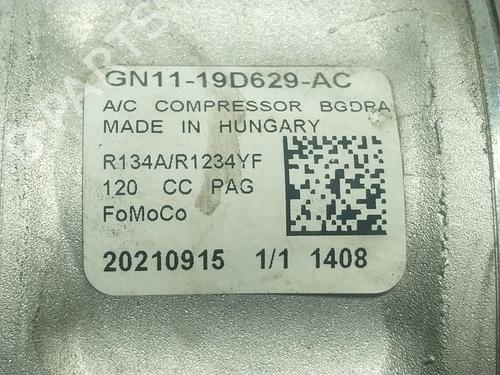 GN11-19D629-AC
A/C COMPRESSOR BGDPA
MADE IN HUNGARY
R134A/R1234YF
120 CC PAG
FoMoCo
20210915 1/1 1408